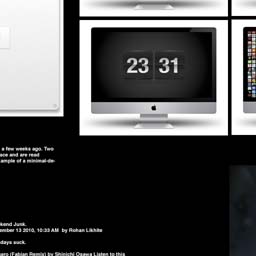 23 31
a few weeks ago. Two
ace and are read
ample of a minimal-de-
kend Junk.
ember 13 2010, 10:33 AM by Rohan Likhite
days suck.
aro (Fabian Remix) by Shinichi Osawa Listen to this